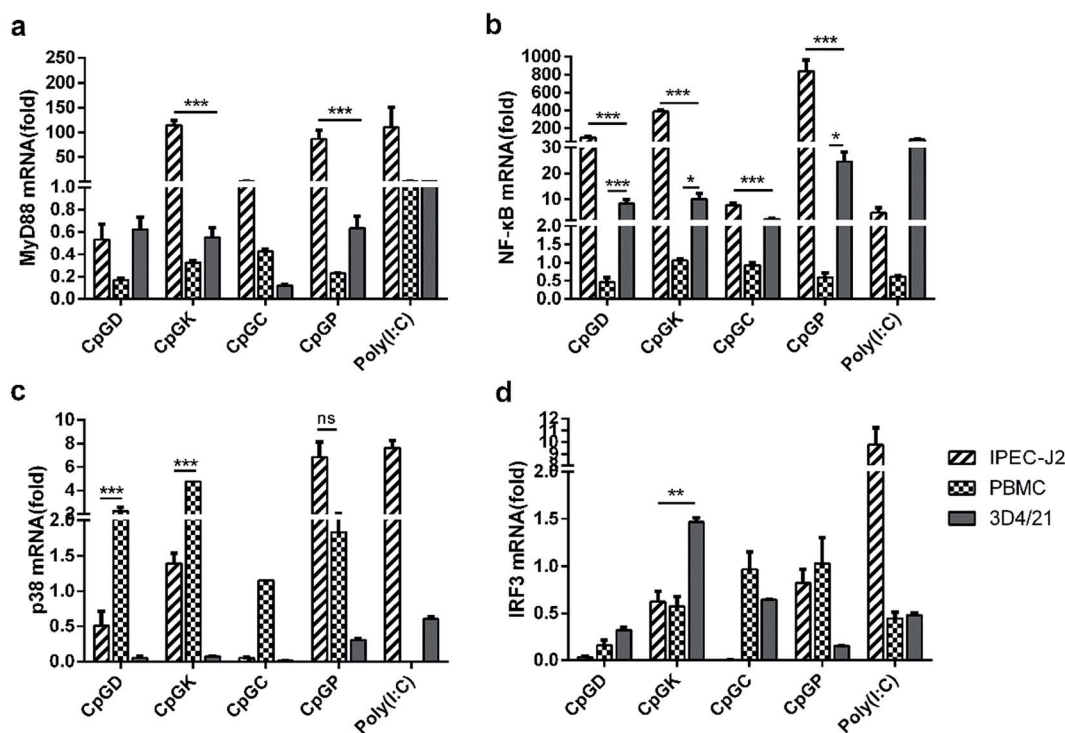 a
MyD88 mRNA(fold)
250
200
150
100
50
1.0
0.8
0.6
0.4
0.2
0.0
***
***
CpGD
CpGK
CpGC
CpGP
Poly(I:C)
b
NF-κB mRNA(fold)
1000
800
600
400
200
30
20
10
2.0
1.5
1.0
0.5
0.0
***
***
***
*
***
***
*
CpGD
CpGK
CpGC
CpGP
Poly(I:C)
c
p38 mRNA(fold)
10
8
6
4
2
2.0
1.5
1.0
0.5
0.0
***
***
ns
CpGD
CpGK
CpGC
CpGP
Poly(I:C)
d
IRF3 mRNA(fold)
12
11
10
9
8
2.0
1.5
1.0
0.5
0.0
**
CpGD
CpGK
CpGC
CpGP
Poly(I:C)
IPEC-J2
PBMC
3D4/21